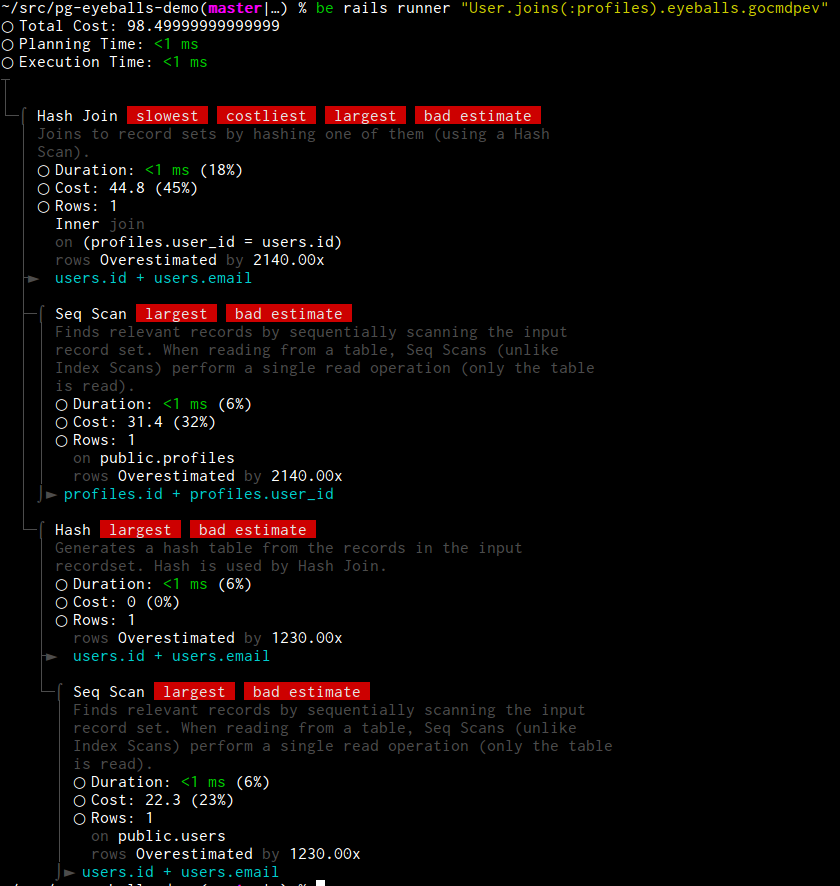 ~/src/pg-eyeballs-demo(master|…) % be rails runner "User.joins(:profiles).eyeballs.gocmdpev"
○ Total Cost: 98.49999999999999
○ Planning Time: <1 ms
○ Execution Time: <1 ms
Hash Join slowest costliest largest bad estimate
Joins to record sets by hashing one of them (using a Hash
Scan).
○ Duration: <1 ms (18%)
○ Cost: 44.8 (45%)
○ Rows: 1
Inner join
on (profiles.user_id = users.id)
rows Overestimated by 2140.00x
► users.id + users.email
Seq Scan largest bad estimate
Finds relevant records by sequentially scanning the input
record set. When reading from a table, Seq Scans (unlike
Index Scans) perform a single read operation (only the table
is read).
○ Duration: <1 ms (6%)
○ Cost: 31.4 (32%)
○ Rows: 1
on public.profiles
rows Overestimated by 2140.00x
► profiles.id + profiles.user_id
Hash largest bad estimate
Generates a hash table from the records in the input
recordset. Hash is used by Hash Join.
○ Duration: <1 ms (6%)
○ Cost: 0 (0%)
○ Rows: 1
rows Overestimated by 1230.00x
► users.id + users.email
Seq Scan largest bad estimate
Finds relevant records by sequentially scanning the input
record set. When reading from a table, Seq Scans (unlike
Index Scans) perform a single read operation (only the table
is read).
○ Duration: <1 ms (6%)
○ Cost: 22.3 (23%)
○ Rows: 1
on public.users
rows Overestimated by 1230.00x
► users.id + users.email